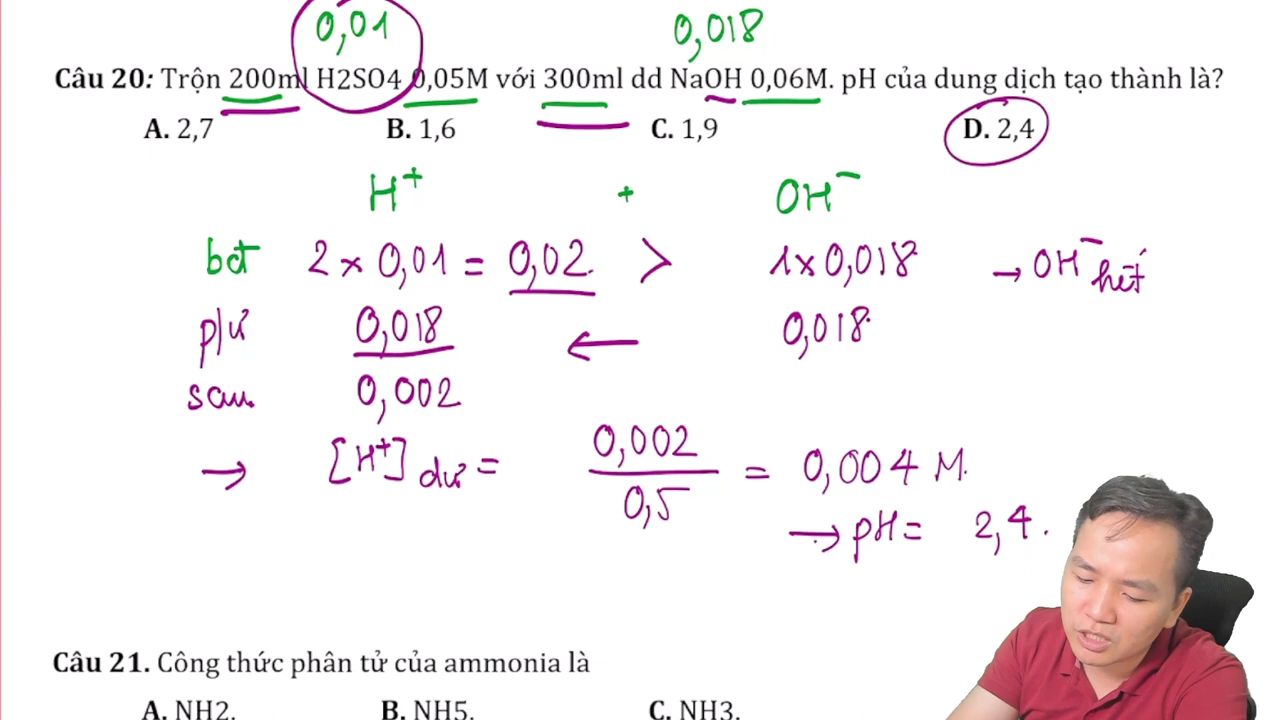 0,01 0,018
Câu 20: Trộn 200ml H2SO4 0,05M với 300ml dd NaOH 0,06M. pH của dung dịch tạo thành là?
A. 2,7 B. 1,6 C. 1,9 D. 2,4
H⁺ + OH⁻
bđ 2 × 0,01 = 0,02 > 1×0,018 → OH⁻ hết
p/ư 0,018 ← 0,018
sau 0,002
→ [H⁺] dư = 0,002 / 0,5 = 0,004 M
→ pH = 2,4.
Câu 21. Công thức phân tử của ammonia là
A. NH2. B. NH5. C. NH3.